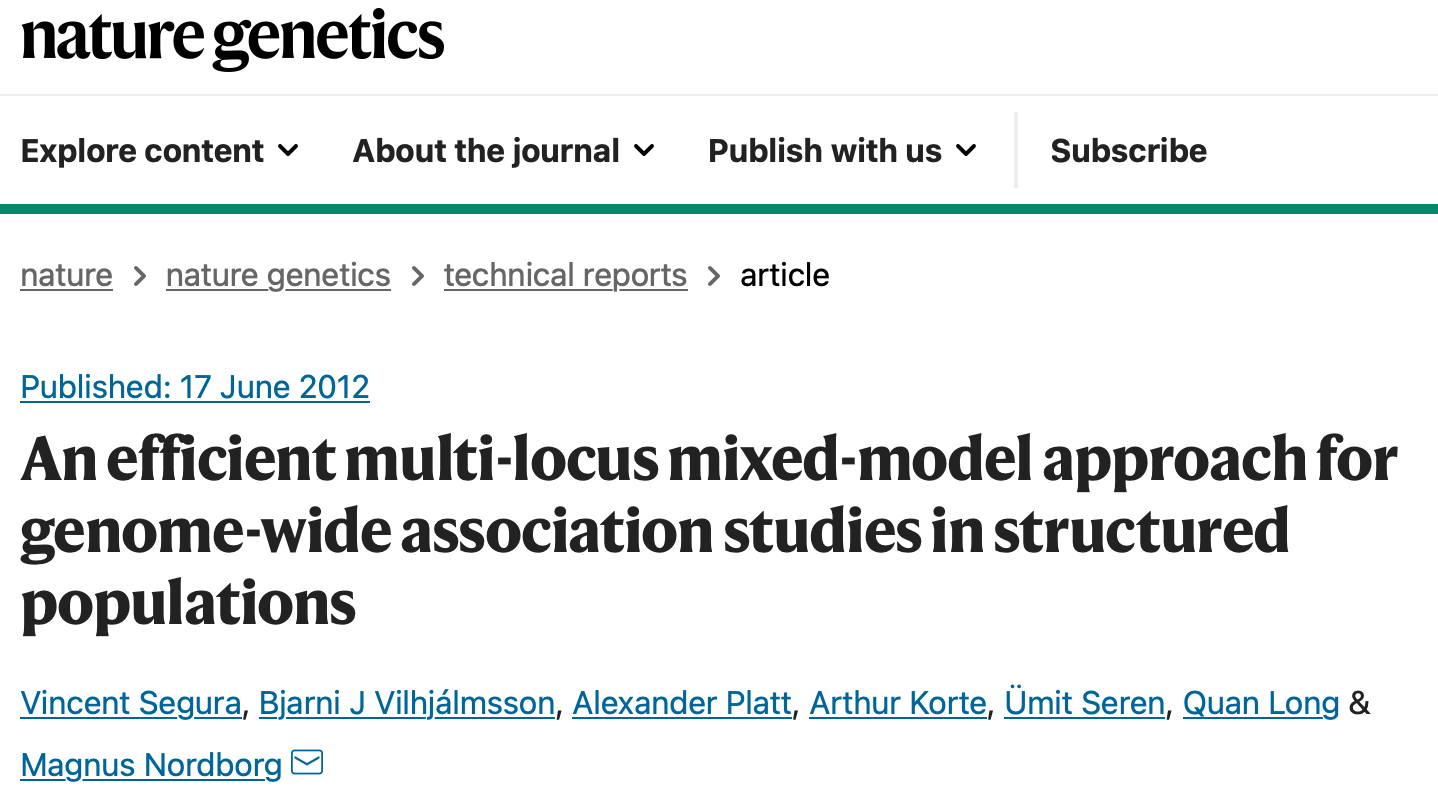 nature genetics
Explore content About the journal Publish with us Subscribe
nature > nature genetics > technical reports > article
Published: 17 June 2012
An efficient multi-locus mixed-model approach for
genome-wide association studies in structured
populations
Vincent Segura, Bjarni J Vilhjálmsson, Alexander Platt, Arthur Korte, Ümit Seren, Quan Long &
Magnus Nordborg